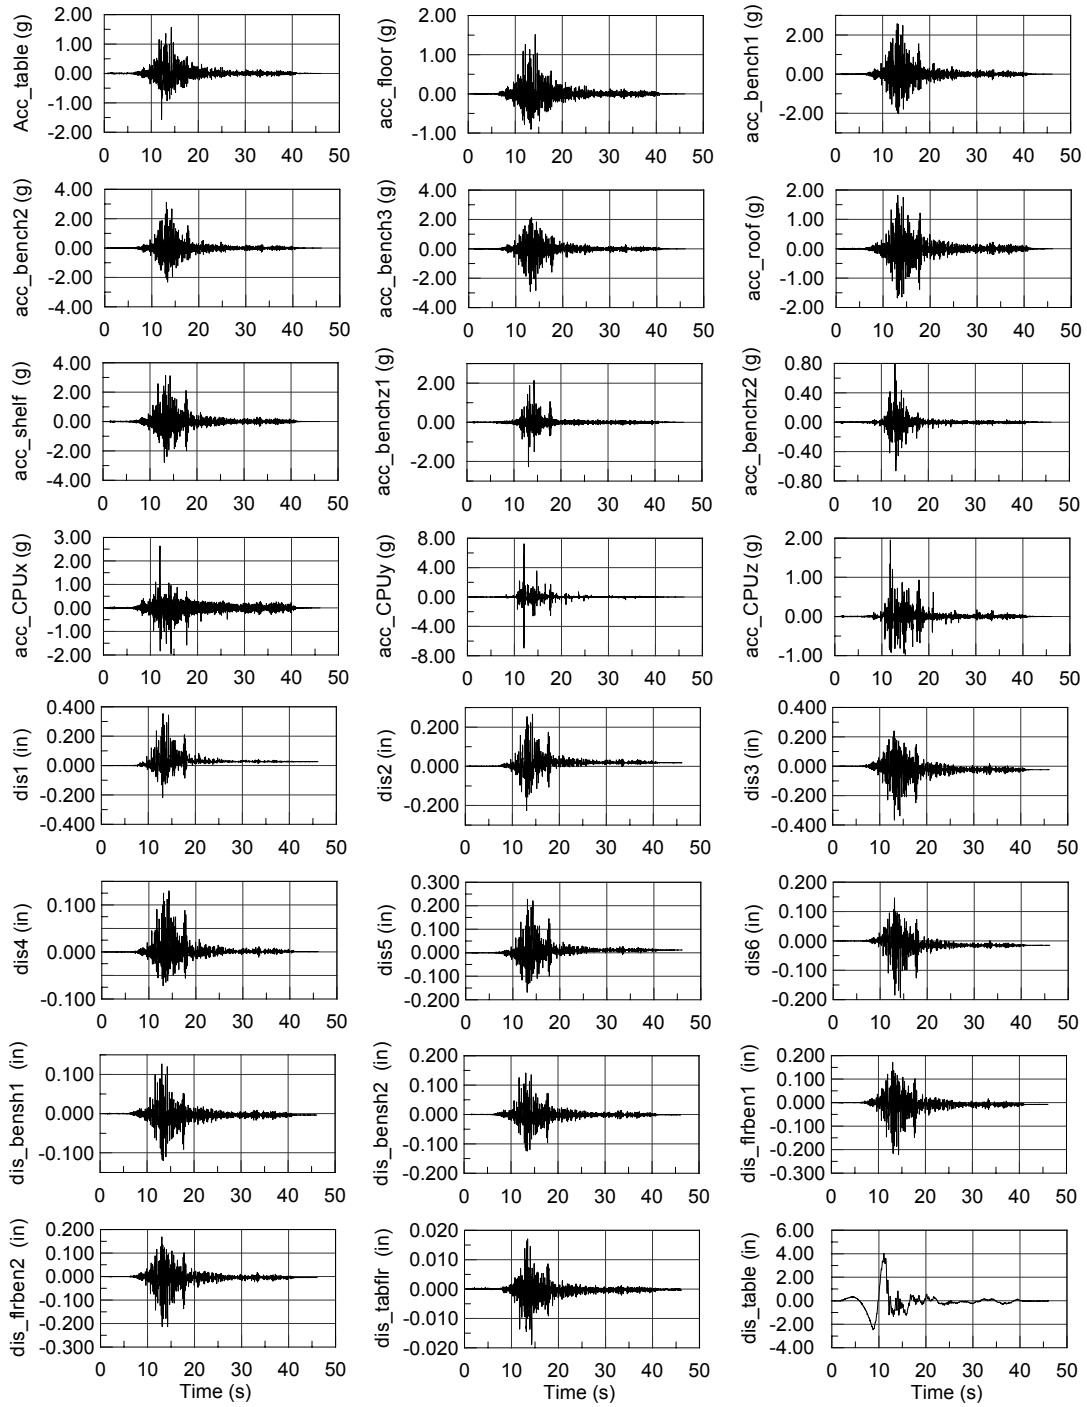 Acc_table (g)
2.00
1.00
0.00
-1.00
-2.00
0 10 20 30 40 50
acc_floor (g)
2.00
1.00
0.00
-1.00
0 10 20 30 40 50
acc_bench1 (g)
2.00
0.00
-2.00
0 10 20 30 40 50
acc_bench2 (g)
4.00
2.00
0.00
-2.00
-4.00
0 10 20 30 40 50
acc_bench3 (g)
4.00
2.00
0.00
-2.00
-4.00
0 10 20 30 40 50
acc_roof (g)
2.00
1.00
0.00
-1.00
-2.00
0 10 20 30 40 50
acc_shelf (g)
4.00
2.00
0.00
-2.00
-4.00
0 10 20 30 40 50
acc_benchz1 (g)
2.00
0.00
-2.00
0 10 20 30 40 50
acc_benchz2 (g)
0.80
0.40
0.00
-0.40
-0.80
0 10 20 30 40 50
acc_CPUx (g)
3.00
2.00
1.00
0.00
-1.00
-2.00
0 10 20 30 40 50
acc_CPUy (g)
8.00
4.00
0.00
-4.00
-8.00
0 10 20 30 40 50
acc_CPUz (g)
2.00
1.00
0.00
-1.00
0 10 20 30 40 50
dis1 (in)
0.400
0.200
0.000
-0.200
-0.400
0 10 20 30 40 50
dis2 (in)
0.200
0.000
-0.200
0 10 20 30 40 50
dis3 (in)
0.400
0.200
0.000
-0.200
-0.400
0 10 20 30 40 50
dis4 (in)
0.100
0.000
-0.100
0 10 20 30 40 50
dis5 (in)
0.300
0.200
0.100
0.000
-0.100
-0.200
0 10 20 30 40 50
dis6 (in)
0.200
0.100
0.000
-0.100
-0.200
0 10 20 30 40 50
dis_bensh1 (in)
0.100
0.000
-0.100
0 10 20 30 40 50
dis_bensh2 (in)
0.200
0.100
0.000
-0.100
-0.200
0 10 20 30 40 50
dis_flrben1 (in)
0.200
0.100
0.000
-0.100
-0.200
-0.300
0 10 20 30 40 50
dis_flrben2 (in)
0.200
0.100
0.000
-0.100
-0.200
-0.300
0 10 20 30 40 50
Time (s)
dis_tabflr (in)
0.020
0.010
0.000
-0.010
-0.020
0 10 20 30 40 50
Time (s)
dis_table (in)
6.00
4.00
2.00
0.00
-2.00
-4.00
0 10 20 30 40 50
Time (s)